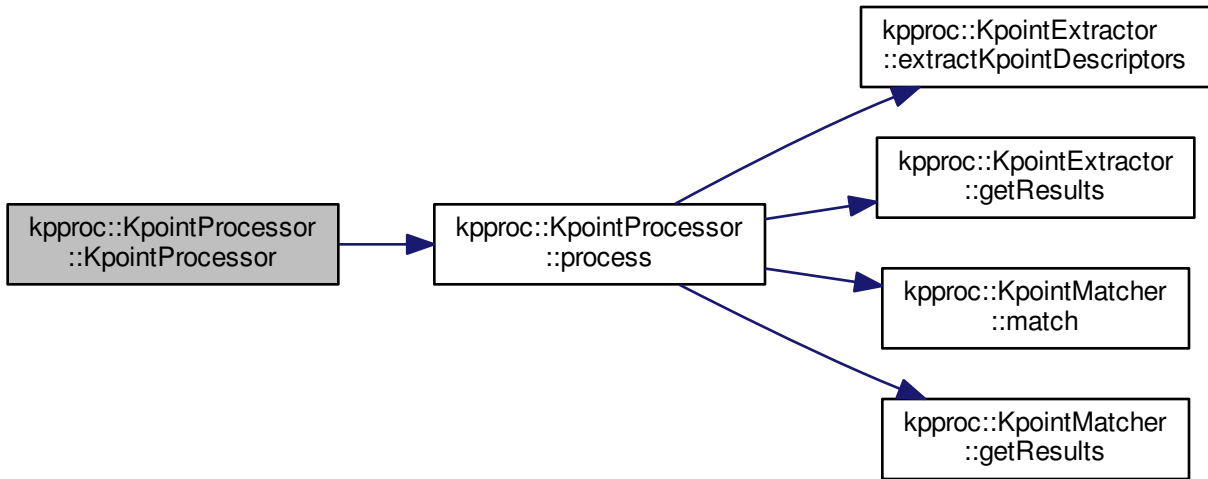 kpproc::KpointExtractor
::extractKpointDescriptors
kpproc::KpointExtractor
::getResults
kpproc::KpointProcessor
::KpointProcessor
kpproc::KpointProcessor
::process
kpproc::KpointMatcher
::match
kpproc::KpointMatcher
::getResults